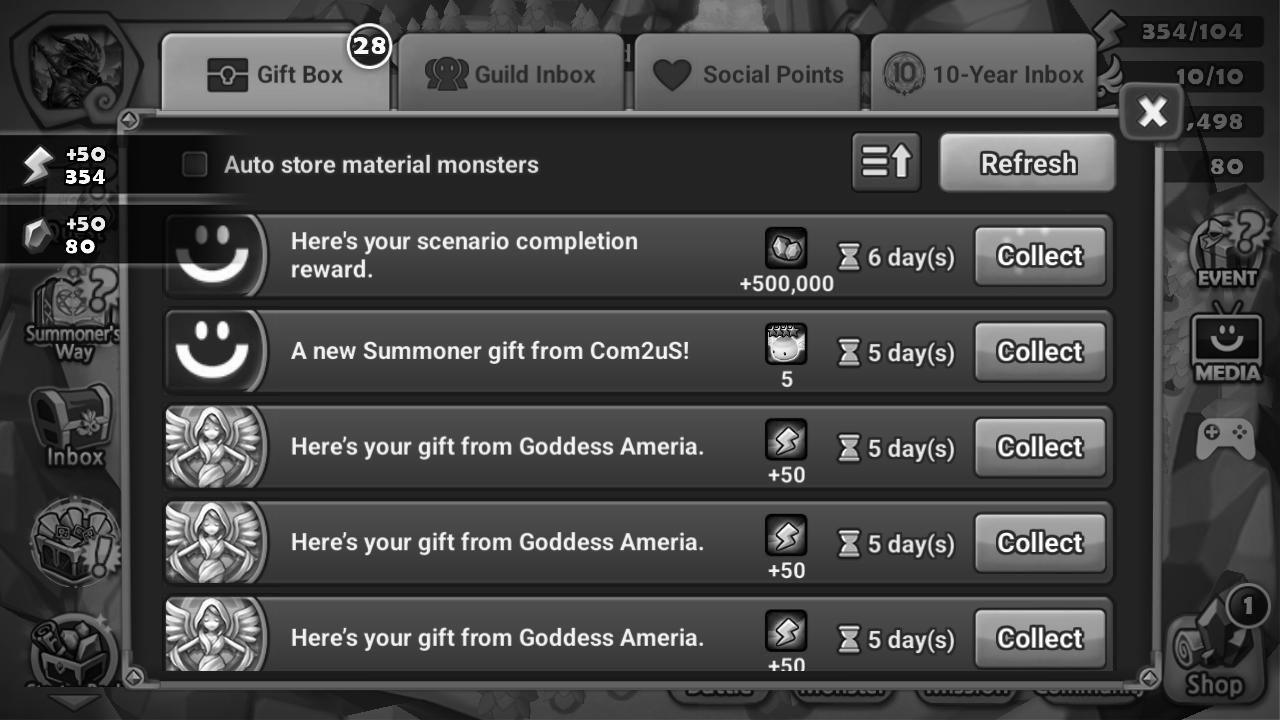 354/104
28
Gift Box
Guild Inbox
Social Points
10
10-Year Inbox
10/10
,498
+50
354
Auto store material monsters
Refresh
80
+50
80
Here's your scenario completion
reward.
+500,000
6 day(s)
Collect
EVENT
Summoner's
Way
A new Summoner gift from Com2uS!
5
5 day(s)
Collect
MEDIA
Inbox
Here's your gift from Goddess Ameria.
+50
5 day(s)
Collect
Here's your gift from Goddess Ameria.
+50
5 day(s)
Collect
Here's your gift from Goddess Ameria.
+50
5 day(s)
Collect
1
Shop
Battle
Monster
Mission
Community